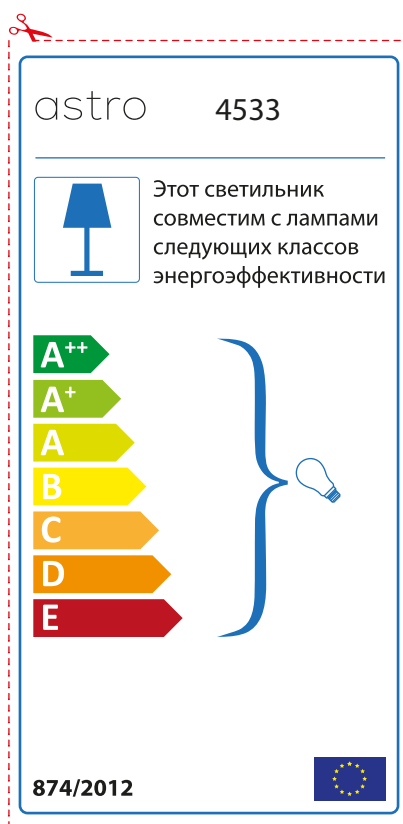 astro 4533
Этот светильник
совместим с лампами
следующих классов
энергоэффективности
A++
A+
A
B
C
D
E
874/2012